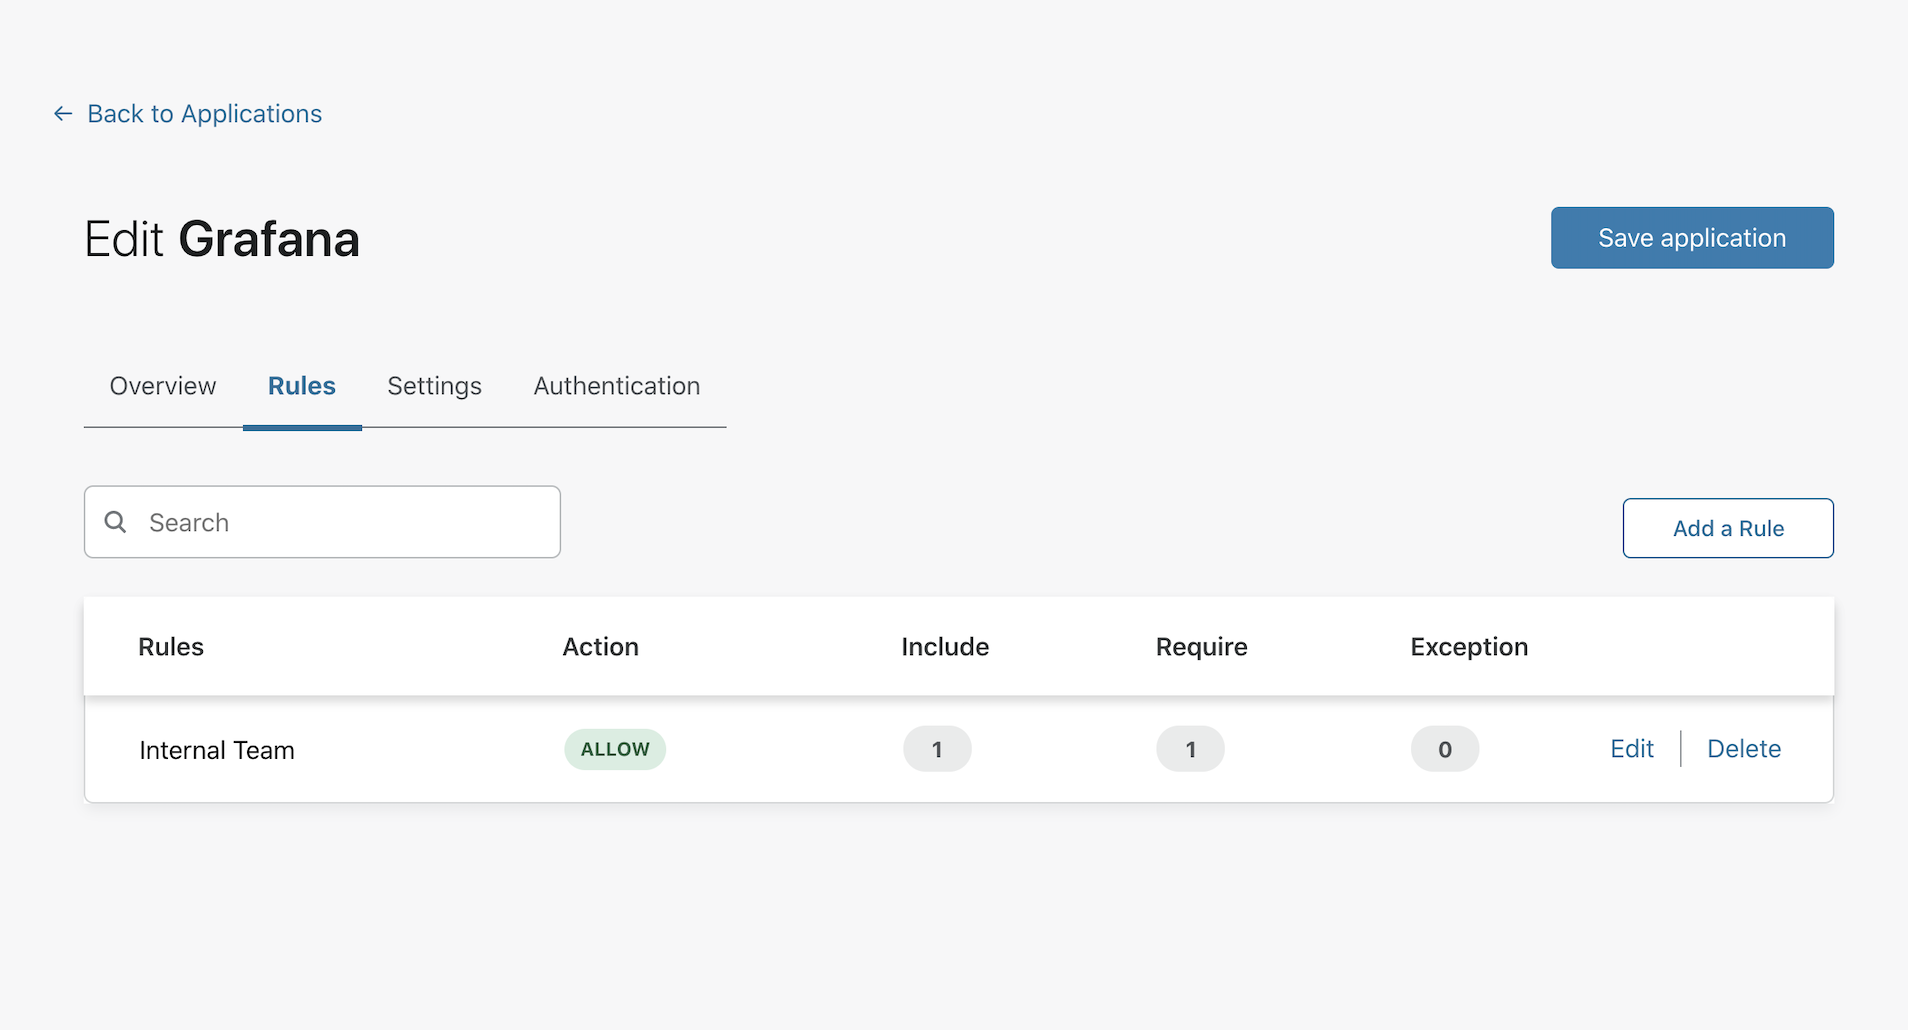 ← Back to Applications
Edit Grafana
Save application
Overview Rules Settings Authentication
Search
Add a Rule
Rules Action Include Require Exception
Internal Team ALLOW 1 1 0 Edit Delete